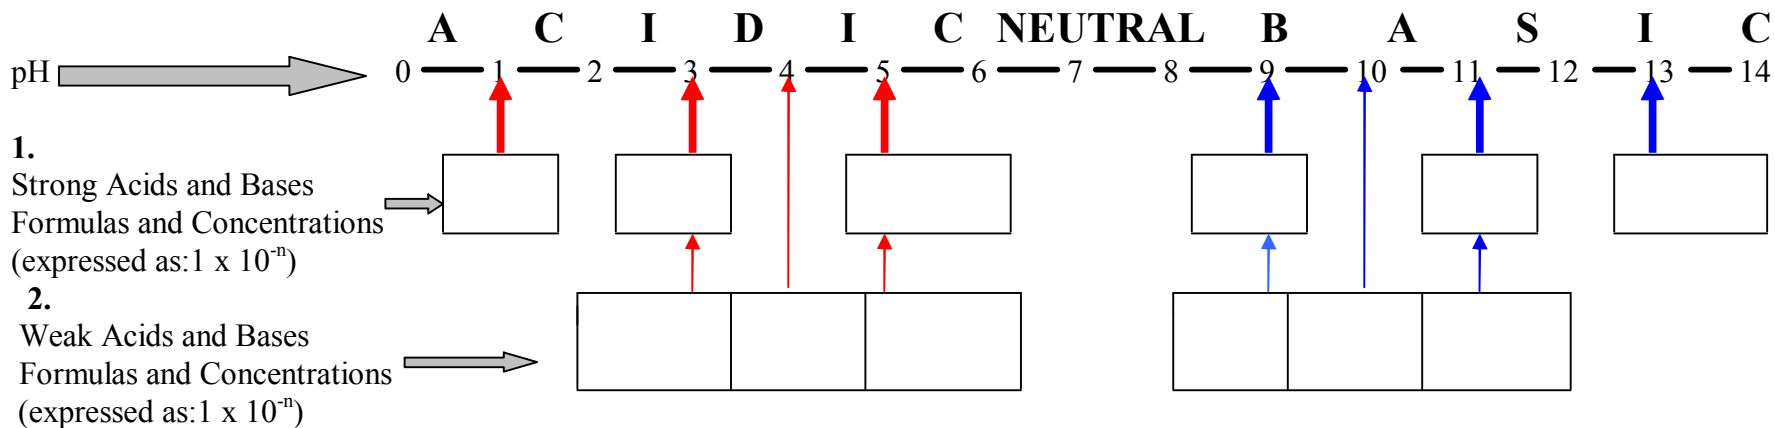 A C I D I C NEUTRAL B A S I C
pH 0 1 2 3 4 5 6 7 8 9 10 11 12 13 14
1.
Strong Acids and Bases
Formulas and Concentrations
(expressed as:1 x 10⁻ⁿ)
2.
Weak Acids and Bases
Formulas and Concentrations
(expressed as:1 x 10⁻ⁿ)